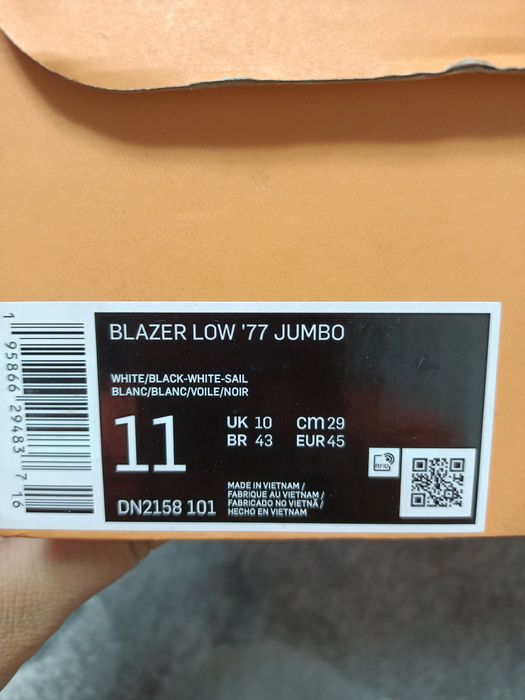 BLAZER LOW '77 JUMBO
WHITE/BLACK-WHITE-SAIL
BLANC/BLANC/VOILE/NOIR
11
UK 10 CM 29
BR 43 EUR 45
DN2158 101
MADE IN VIETNAM /
FABRIQUE AU VIETNAM /
FABRICADO NO VIETNÃ /
HECHO EN VIETNAM
RFID
1 95866 29483 7 16